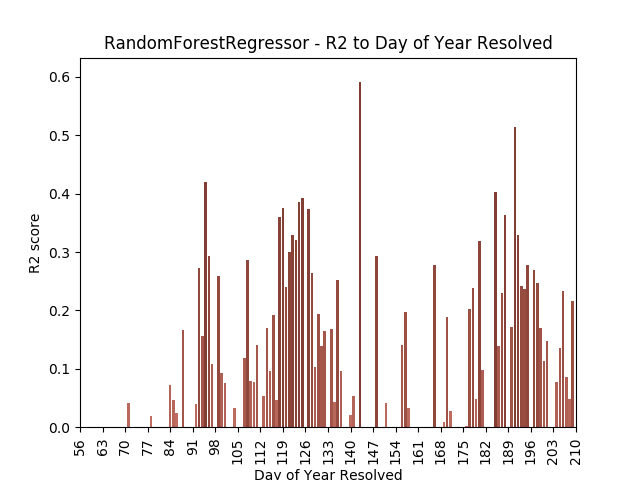 RandomForestRegressor - R2 to Day of Year Resolved
0.6
0.5
0.4
0.3
0.2
0.1
0.0
R2 score
56 63 70 77 84 91 98 105 112 119 126 133 140 147 154 161 168 175 182 189 196 203 210
Day of Year Resolved